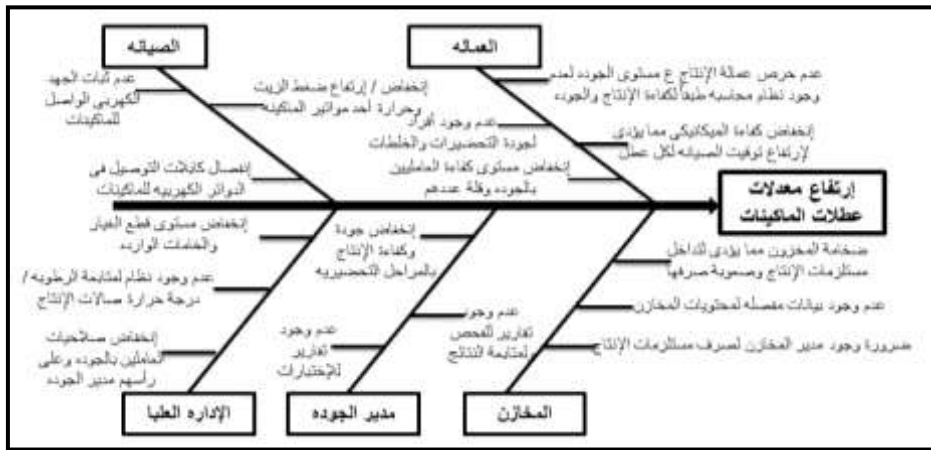 الصيانه
العماله
عدم ثبات الجهد
الكهربي الواصل
للماكينات
إنخفاض / إرتفاع ضغط الزيت
وحرارة أحد مواتير الماكينه
إنفصال كابلات التوصيل فى
الدوائر الكهربيه للماكينات
عدم حرص عمالة الإنتاج ع مستوى الجوده لعدم
وجود نظام محاسبه طبقاً لكفاءة الإنتاج والجوده
عدم وجود أفراد
لجودة التحضيرات والخلطات
إنخفاض كفاءة الميكانيكى مما يؤدى
لإرتفاع توقيت الصيانه لكل عطل
إنخفاض مستوى كفاءة العامليين
بالجوده وقلة عددهم
إرتفاع معدلات
عطلات الماكينات
إنخفاض مستوى قطع الغيار
والخامات الوارده
عدم وجود نظام لمتابعة الرطوبه /
درجة حرارة صالات الإنتاج
إنخفاض صلاحيات
العاملين بالجوده وعلى
رأسهم مدير الجوده
إنخفاض جودة
وكفاءة الإنتاج
بالمراحل التحضيريه
عدم وجود
تقارير
للإختبارات
عدم وجود
تقارير للفحص
لمتابعة النتائج
ضخامة المخزون مما يؤدى لتداخل
مستلزمات الإنتاج وصعوبة صرفها
عدم وجود بيانات مفصله لمحتويات المخازن
ضرورة وجود مدير المخازن لصرف مستلزمات الإنتاج
الإداره العليا
مدير الجوده
المخازن